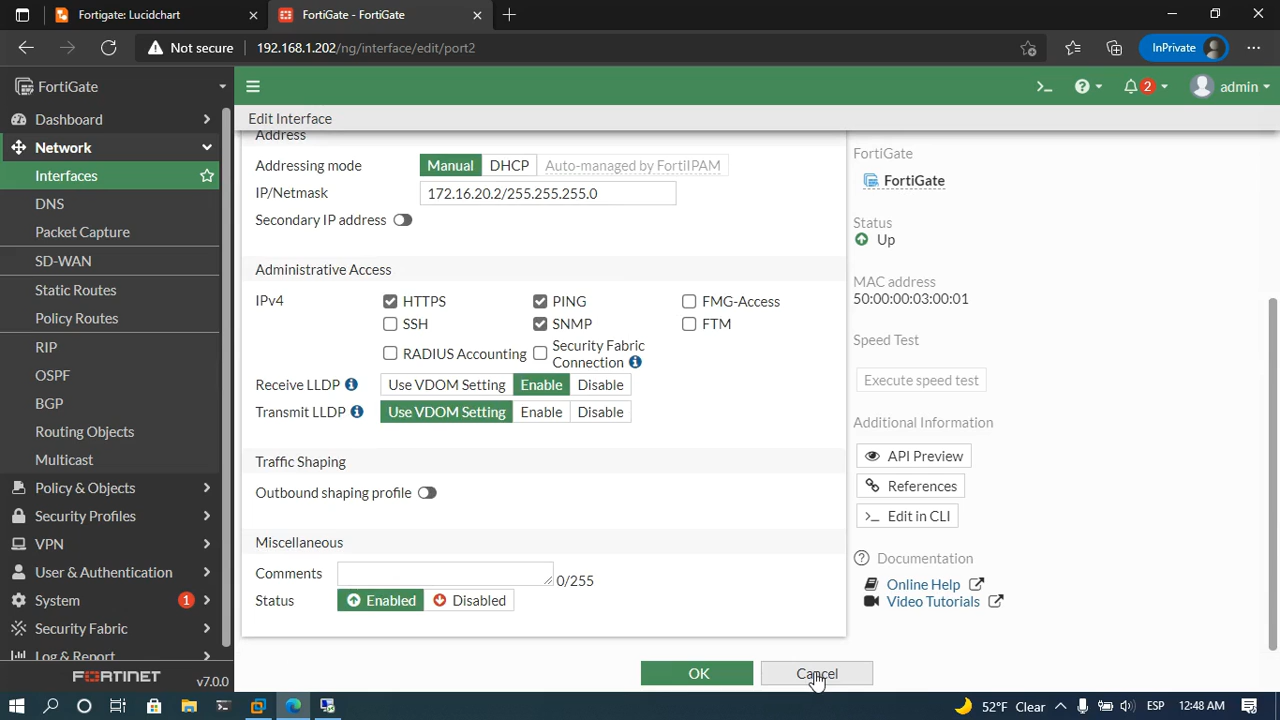 Fortigate: Lucidchart
FortiGate - FortiGate
Not secure
192.168.1.202/ng/interface/edit/port2
InPrivate
FortiGate
2
admin
Dashboard
Edit Interface
Network
Interfaces
DNS
Packet Capture
SD-WAN
Static Routes
Policy Routes
RIP
OSPF
BGP
Routing Objects
Multicast
Policy & Objects
Security Profiles
VPN
User & Authentication
System
1
Security Fabric
Log & Report
FORTINET
v7.0.0
Address
Addressing mode
Manual
DHCP
Auto-managed by FortiIPAM
IP/Netmask
172.16.20.2/255.255.255.0
Secondary IP address
Administrative Access
IPv4
HTTPS
PING
FMG-Access
SSH
SNMP
FTM
RADIUS Accounting
Security Fabric
Connection
Receive LLDP
Use VDOM Setting
Enable
Disable
Transmit LLDP
Use VDOM Setting
Enable
Disable
Traffic Shaping
Outbound shaping profile
Miscellaneous
Comments
0/255
Status
Enabled
Disabled
OK
Cancel
FortiGate
FortiGate
Status
Up
MAC address
50:00:00:03:00:01
Speed Test
Execute speed test
Additional Information
API Preview
References
Edit in CLI
Documentation
Online Help
Video Tutorials
52°F Clear
ESP
12:48 AM